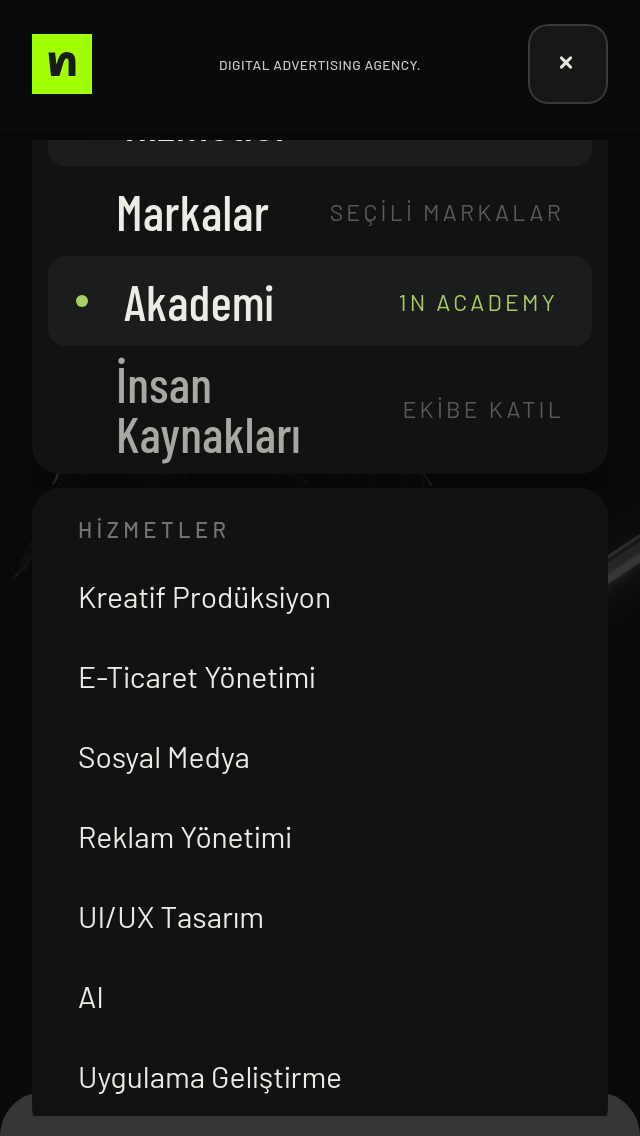 n
DIGITAL ADVERTISING AGENCY.
×
Markalar SEÇİLİ MARKALAR
Akademi 1N ACADEMY
İnsan
Kaynakları EKİBE KATIL
HİZMETLER
Kreatif Prodüksiyon
E-Ticaret Yönetimi
Sosyal Medya
Reklam Yönetimi
UI/UX Tasarım
AI
Uygulama Geliştirme